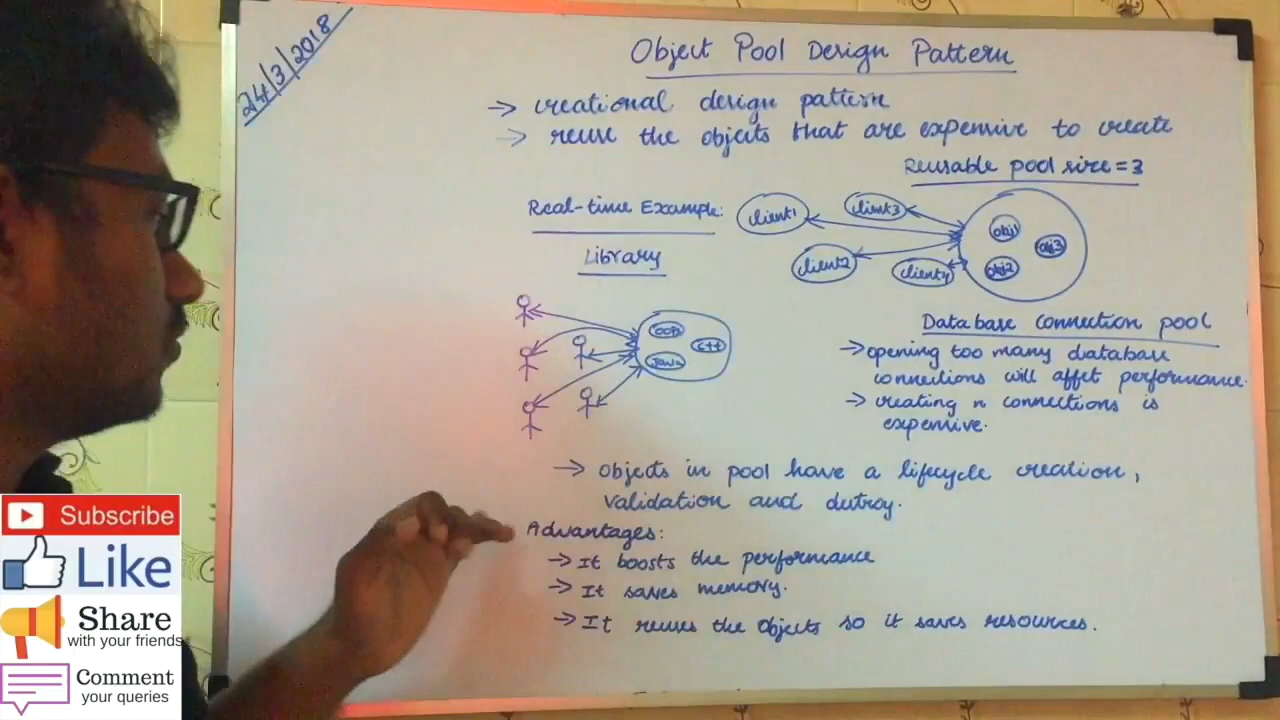 24/3/2018
Object Pool Design Pattern
→ creational design pattern
→ reuse the objects that are expensive to create
Reusable pool size = 3
Real-time Example:
Library
client1
client3
client2
client4
obj1
obj3
obj2
oops
C++
Java
Database connection pool
→ opening too many database
connections will affet performance.
→ creating n connections is
expensive.
→ objects in pool have a lifecycle creation,
validation and dutroy.
Advantages:
→ It boosts the performance
→ It saves memory.
→ It reuses the objects so it saves resources.
Subscribe
Like
Share
with your friends
Comment
your queries